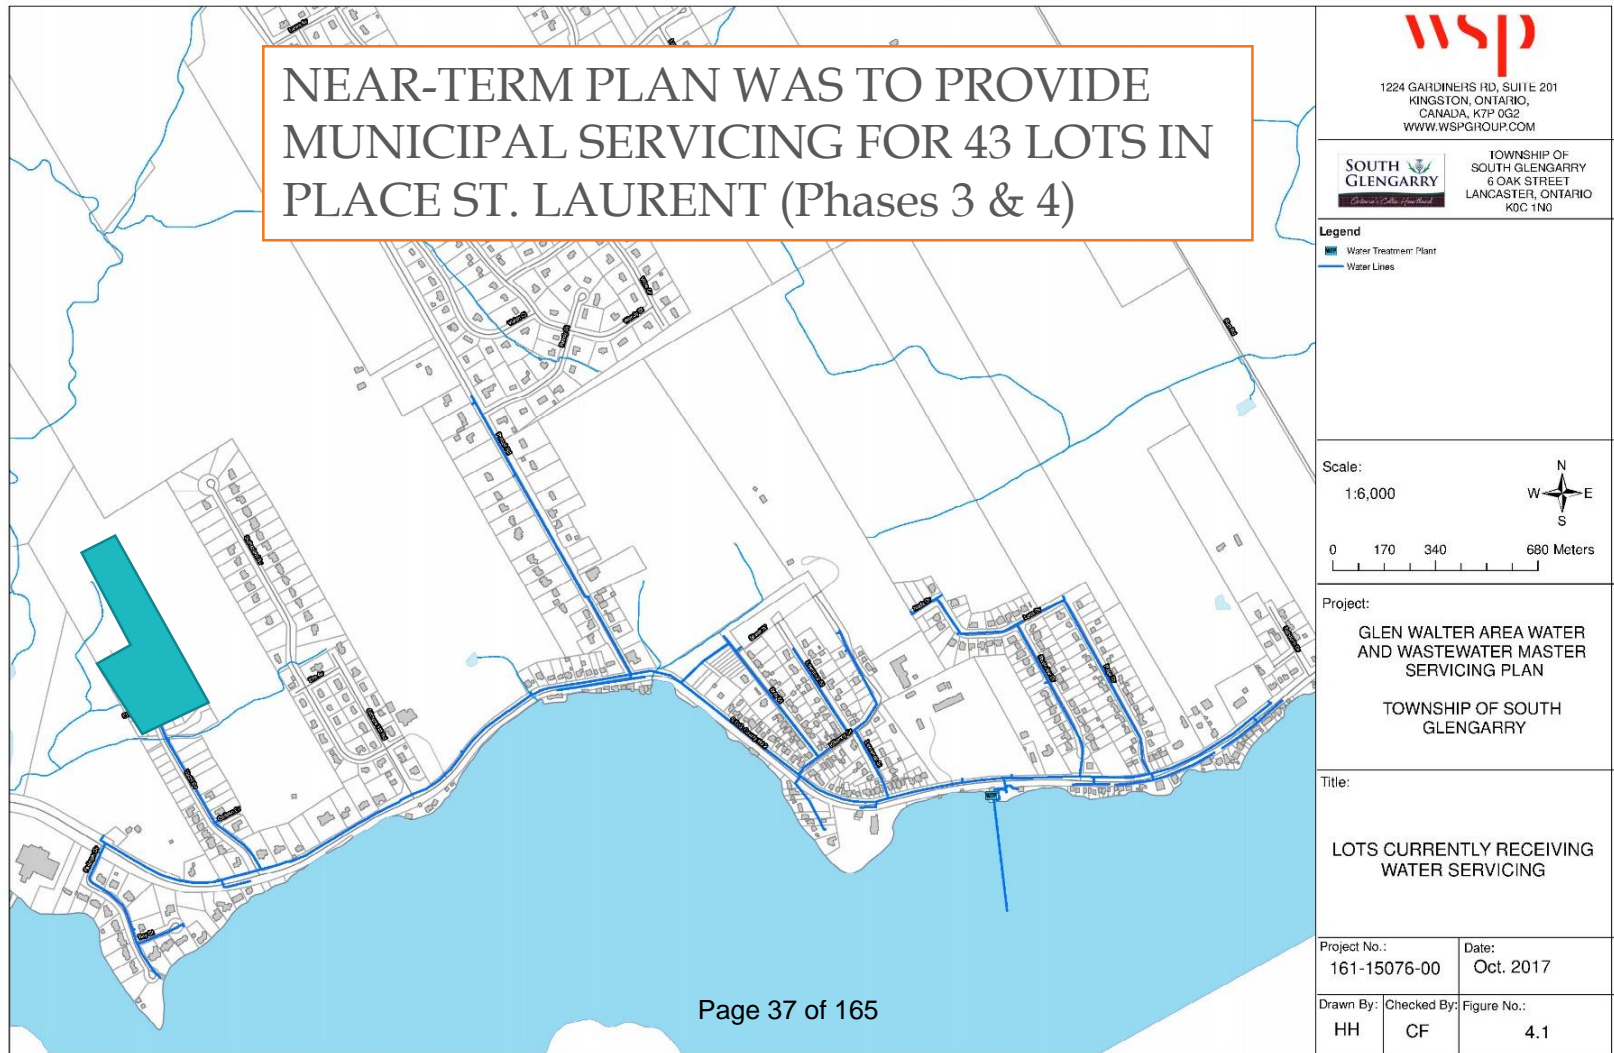 NEAR-TERM PLAN WAS TO PROVIDE
MUNICIPAL SERVICING FOR 43 LOTS IN
PLACE ST. LAURENT (Phases 3 & 4)
wsp
1224 GARDINERS RD, SUITE 201
KINGSTON, ONTARIO,
CANADA, K7P 0G2
WWW.WSPGROUP.COM
SOUTH
GLENGARRY
Ontario's Celtic Heartland
TOWNSHIP OF
SOUTH GLENGARRY
6 OAK STREET
LANCASTER, ONTARIO
K0C 1N0
Legend
WTP Water Treatment Plant
Water Lines
Scale:
1:6,000
N
W E
S
0 170 340 680 Meters
Project:
GLEN WALTER AREA WATER
AND WASTEWATER MASTER
SERVICING PLAN
TOWNSHIP OF SOUTH
GLENGARRY
Title:
LOTS CURRENTLY RECEIVING
WATER SERVICING
Project No.:
161-15076-00
Date:
Oct. 2017
Drawn By:
HH
Checked By:
CF
Figure No.:
4.1
WTP
Page 37 of 165